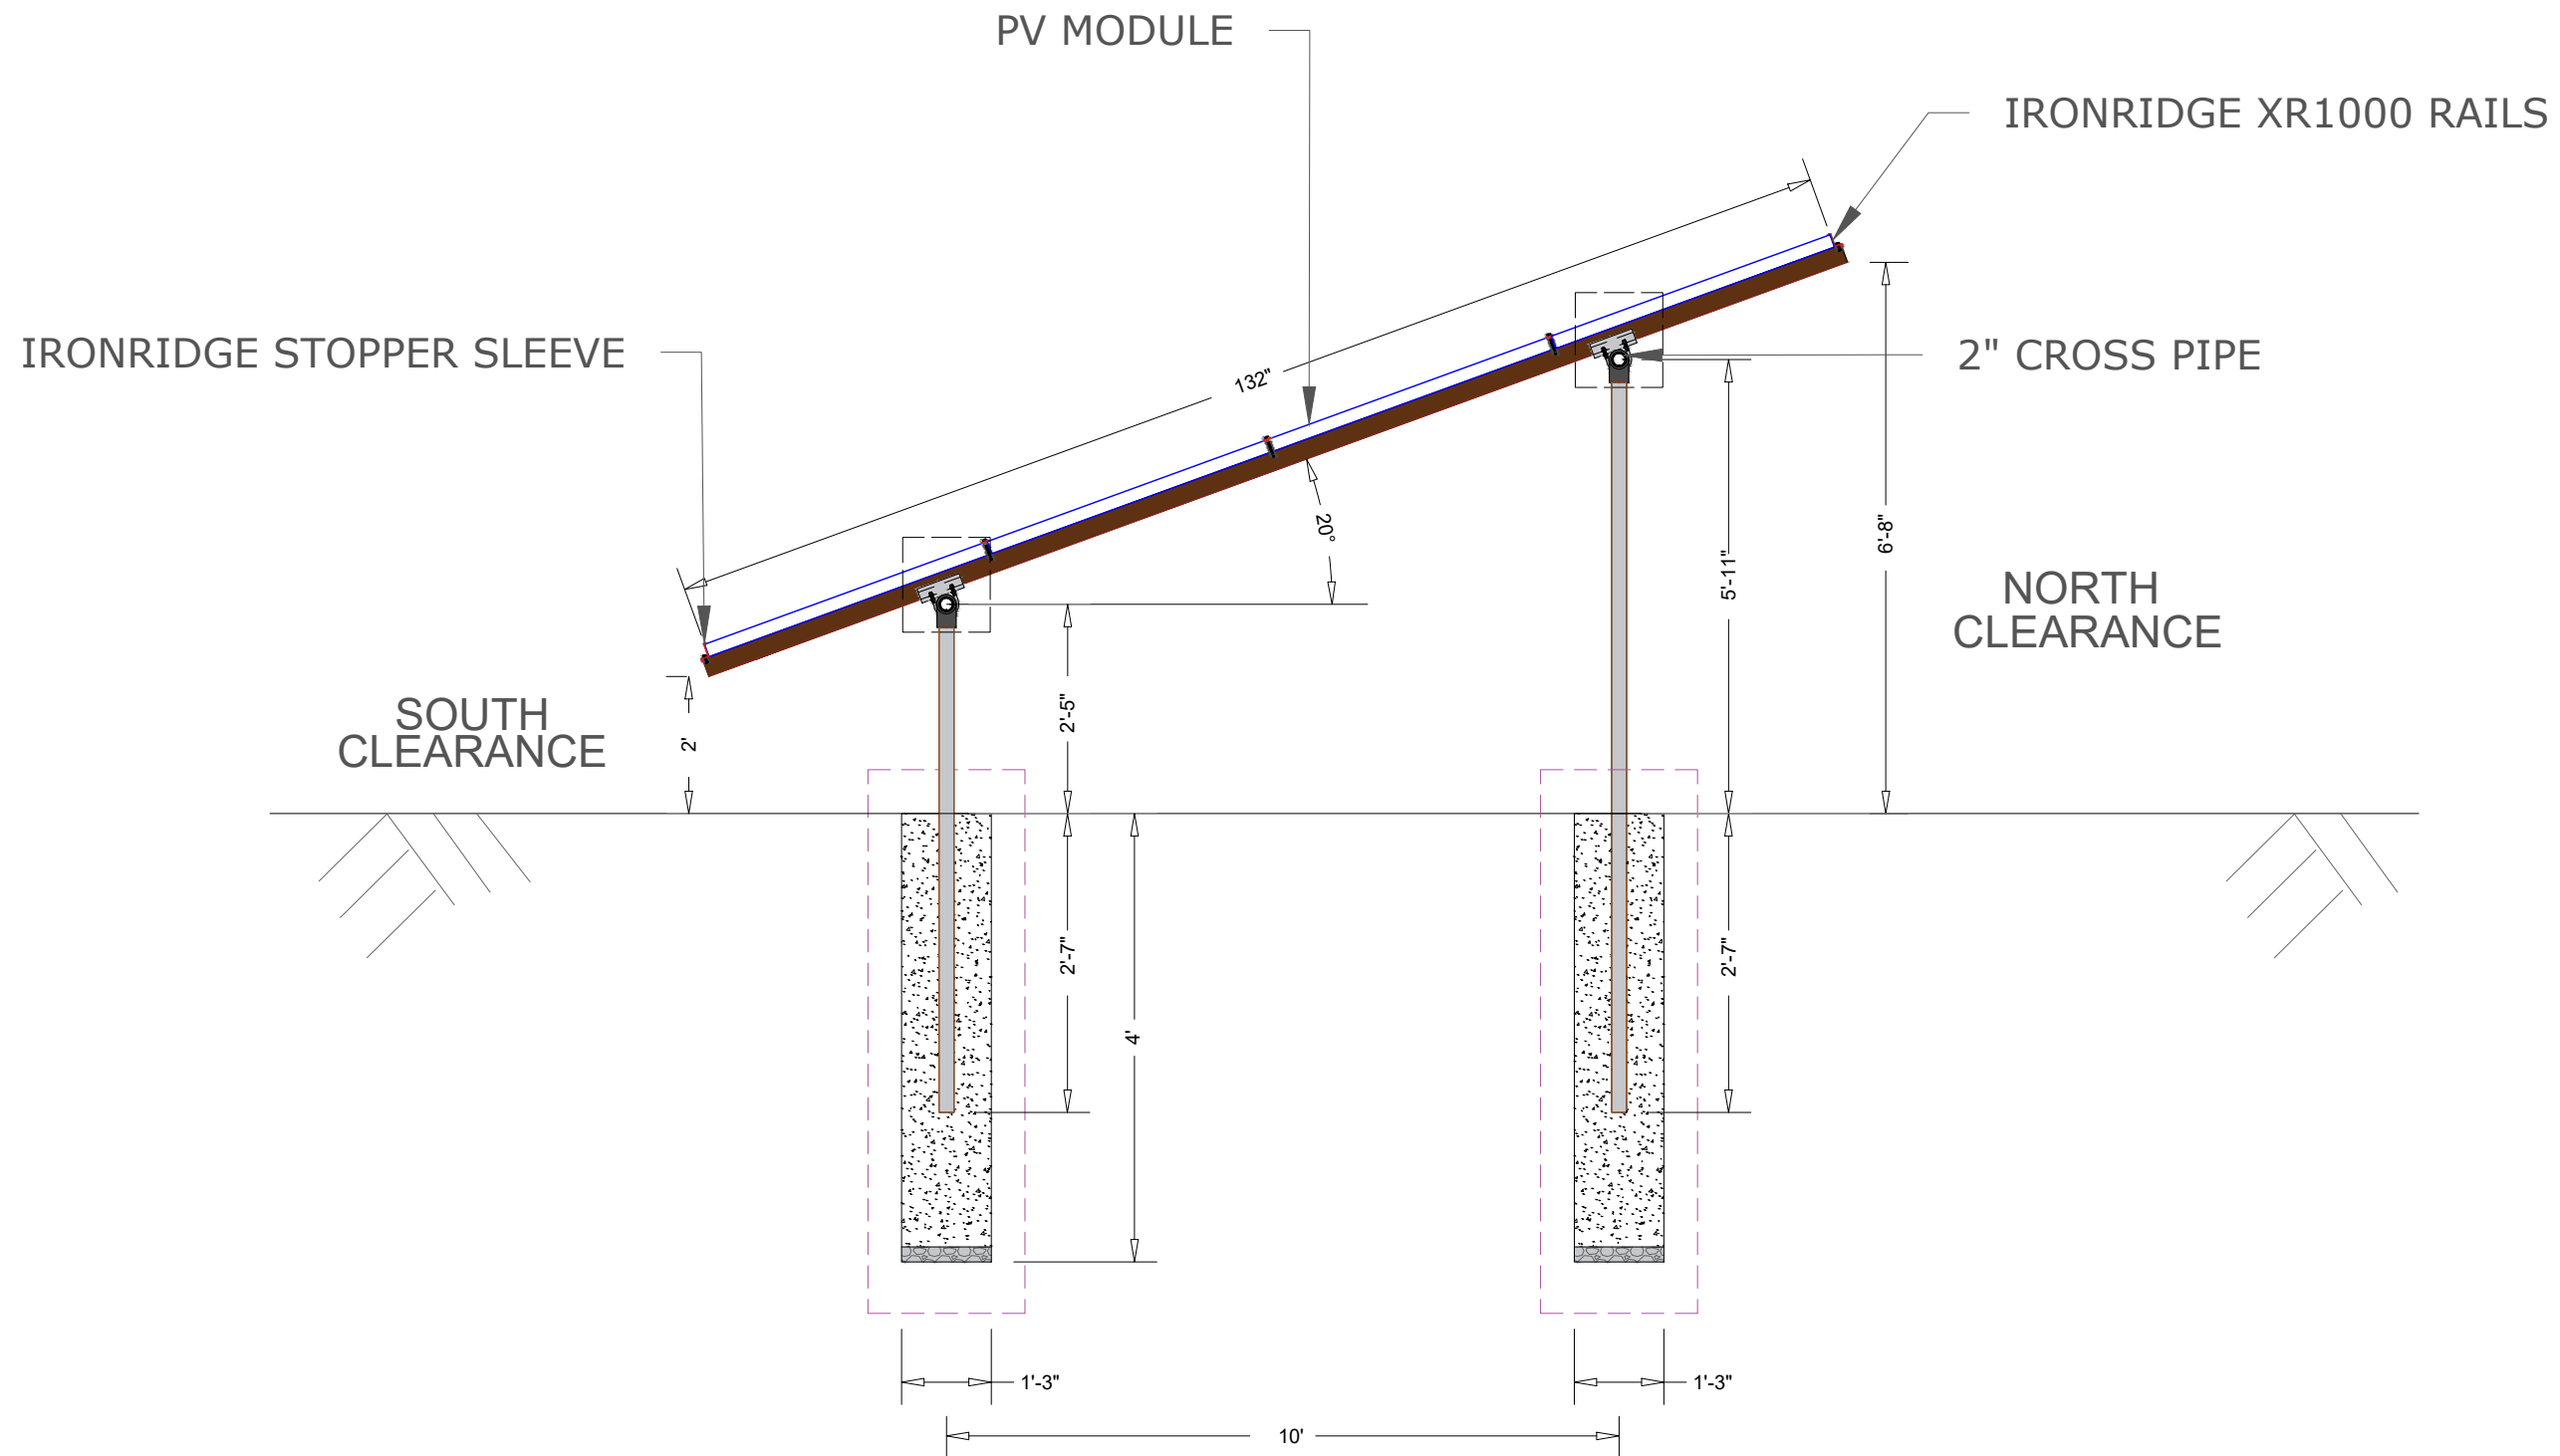 PV MODULE
IRONRIDGE XR1000 RAILS
IRONRIDGE STOPPER SLEEVE
2" CROSS PIPE
132"
20°
6'-8"
5'-11"
NORTH
CLEARANCE
SOUTH
CLEARANCE
2'
2'-5"
2'-7"
2'-7"
4'
1'-3"
1'-3"
10'